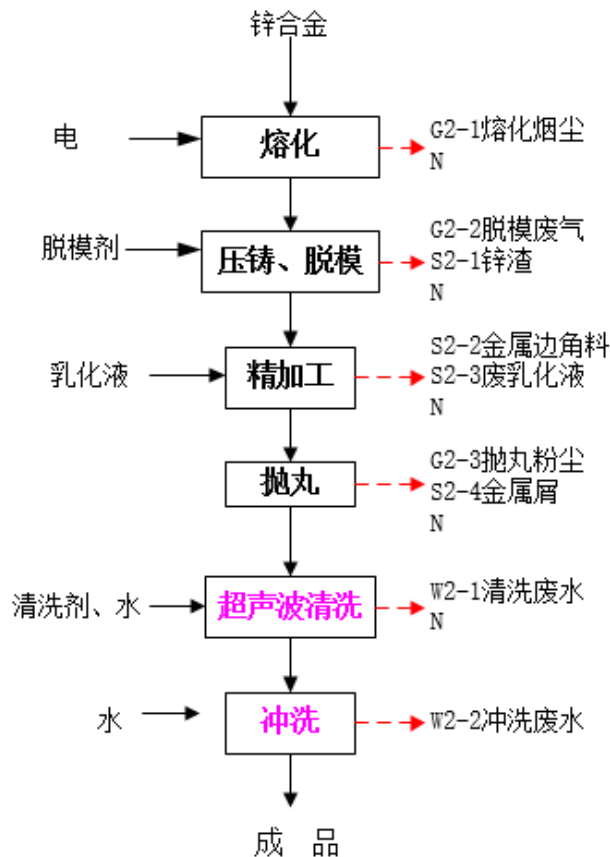 锌合金
电
熔化
G2-1熔化烟尘
N
脱模剂
压铸、脱模
G2-2脱模废气
S2-1锌渣
N
乳化液
精加工
S2-2金属边角料
S2-3废乳化液
N
抛丸
G2-3抛丸粉尘
S2-4金属屑
N
清洗剂、水
超声波清洗
W2-1清洗废水
N
水
冲洗
W2-2冲洗废水
成 品